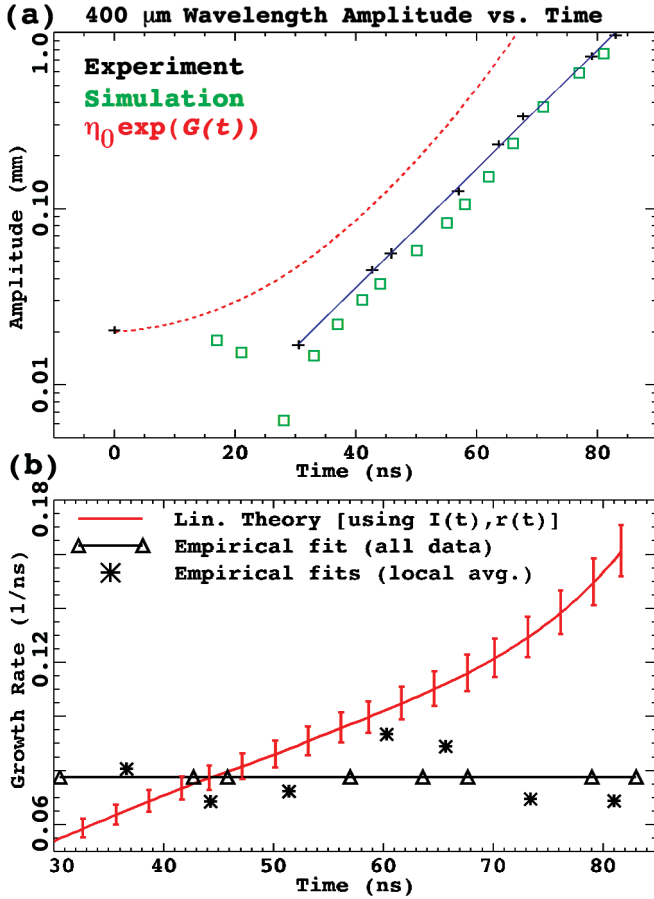 (a) 400 µm Wavelength Amplitude vs. Time
Experiment
Simulation
η0exp(G(t))
Amplitude (mm)
1.0
0.10
0.01
0 20 40 60 80
Time (ns)
(b)
Lin. Theory [using I(t),r(t)]
Empirical fit (all data)
Empirical fits (local avg.)
Growth Rate (1/ns)
0.18
0.12
0.06
30 40 50 60 70 80
Time (ns)